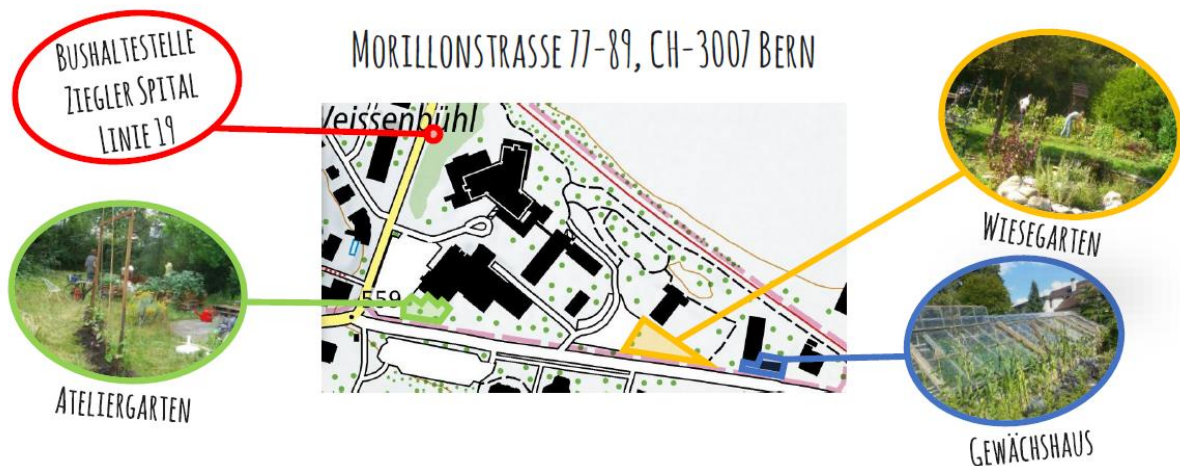 BUSHALTESTELLE
ZIEGLER SPITAL
LINIE 19
MORILLONSTRASSE 77-89, CH-3007 BERN
Weissenbühl
559
WIESEGARTEN
ATELIERGARTEN
GEWÄCHSHAUS